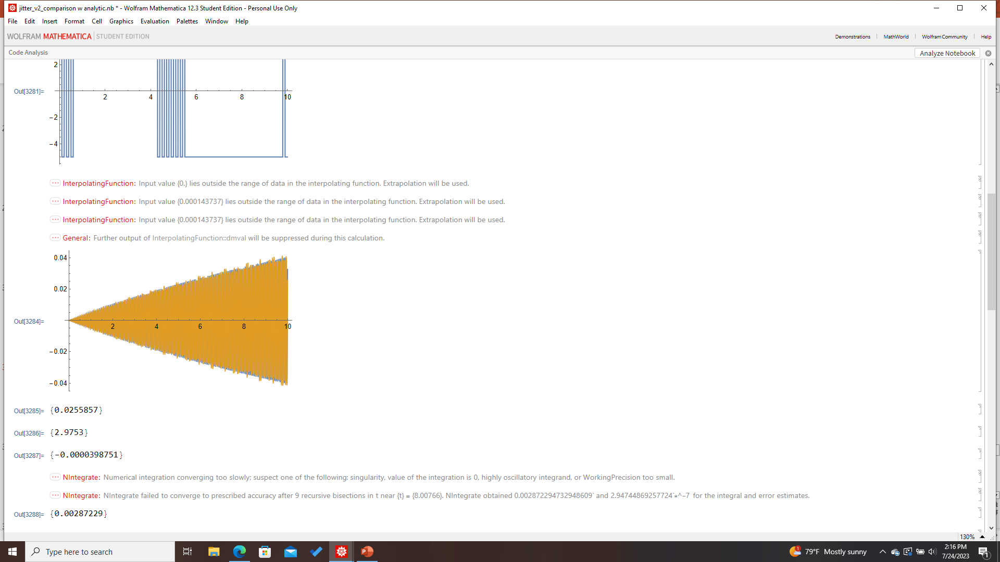 jitter_v2_comparison w analytic.nb * - Wolfram Mathematica 12.3 Student Edition - Personal Use Only
File Edit Insert Format Cell Graphics Evaluation Palettes Window Help
WOLFRAM MATHEMATICA STUDENT EDITION
Demonstrations MathWorld Wolfram Community Help
Code Analysis
Analyze Notebook
2
Out[3281]=
2 4 6 8 10
-2
-4
InterpolatingFunction: Input value {0.} lies outside the range of data in the interpolating function. Extrapolation will be used.
InterpolatingFunction: Input value {0.000143737} lies outside the range of data in the interpolating function. Extrapolation will be used.
InterpolatingFunction: Input value {0.000143737} lies outside the range of data in the interpolating function. Extrapolation will be used.
General: Further output of InterpolatingFunction::dmval will be suppressed during this calculation.
0.04
0.02
Out[3284]=
2 4 6 8 10
-0.02
-0.04
Out[3285]= {0.0255857}
Out[3286]= {2.9753}
Out[3287]= {-0.0000398751}
NIntegrate: Numerical integration converging too slowly; suspect one of the following: singularity, value of the integration is 0, highly oscillatory integrand, or WorkingPrecision too small.
NIntegrate: NIntegrate failed to converge to prescribed accuracy after 9 recursive bisections in t near {t} = {8.00766}. NIntegrate obtained 0.002872294732948609` and 2.94744869257724`*^-7 for the integral and error estimates.
Out[3288]= {0.00287229}
130%
Type here to search
1
79°F Mostly sunny
2:16 PM
7/24/2023
1